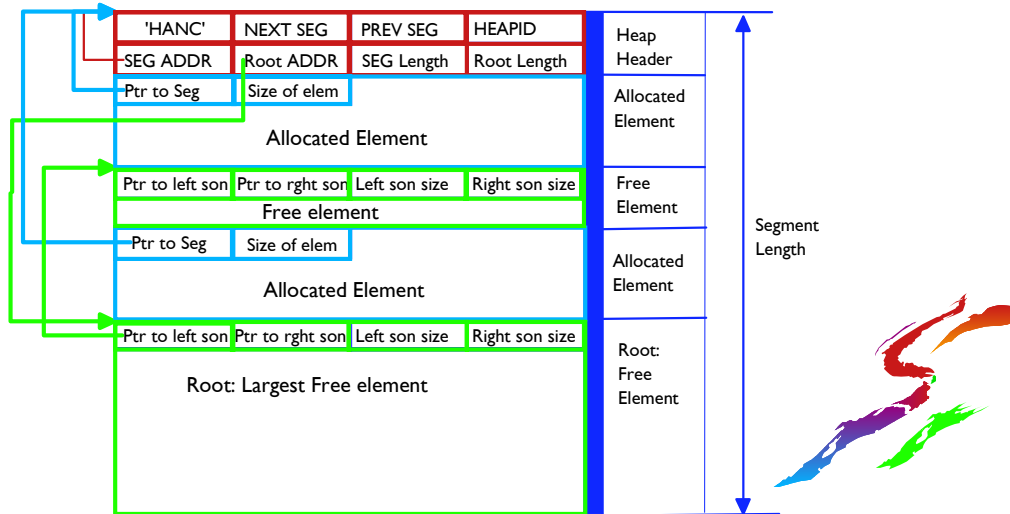 'HANC' NEXT SEG PREV SEG HEAPID
SEG ADDR Root ADDR SEG Length Root Length
Heap
Header
Ptr to Seg Size of elem
Allocated Element
Allocated
Element
Ptr to left son Ptr to rght son Left son size Right son size
Free element
Free
Element
Ptr to Seg Size of elem
Allocated Element
Allocated
Element
Segment
Length
Ptr to left son Ptr to rght son Left son size Right son size
Root: Largest Free element
Root:
Free
Element